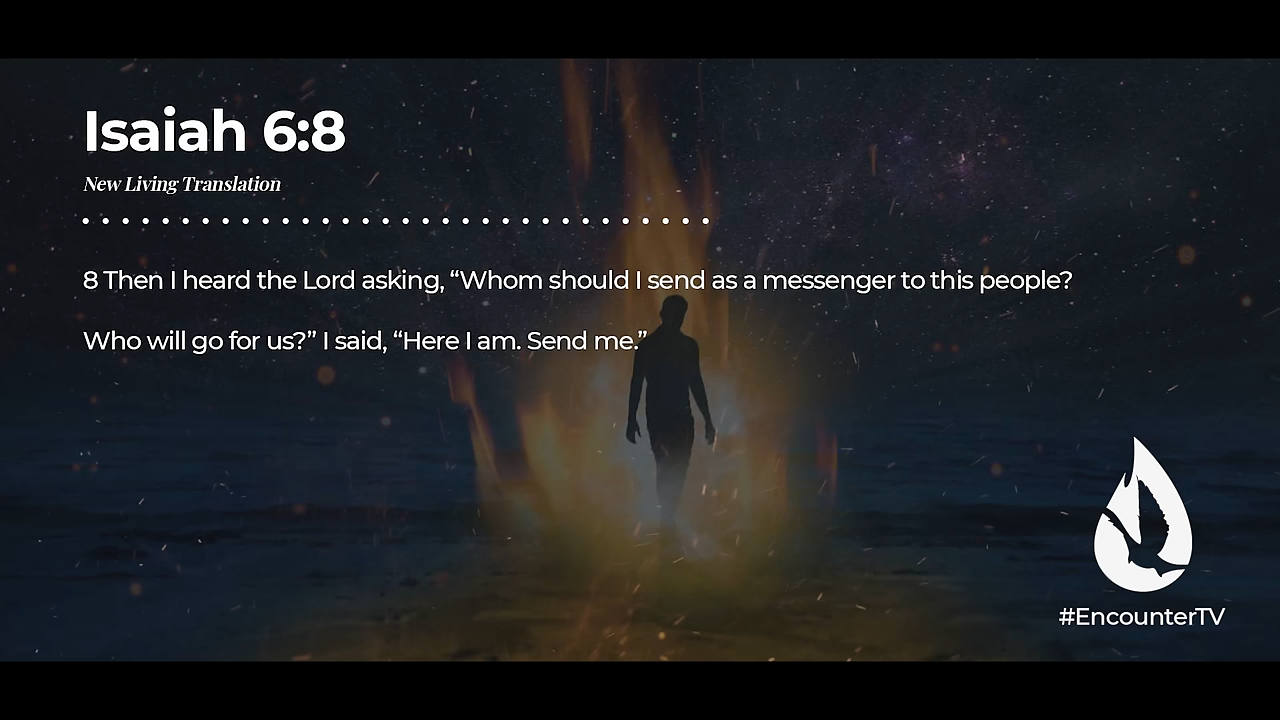 Isaiah 6:8
New Living Translation
8 Then I heard the Lord asking, “Whom should I send as a messenger to this people?
Who will go for us?” I said, “Here I am. Send me.”
#EncounterTV